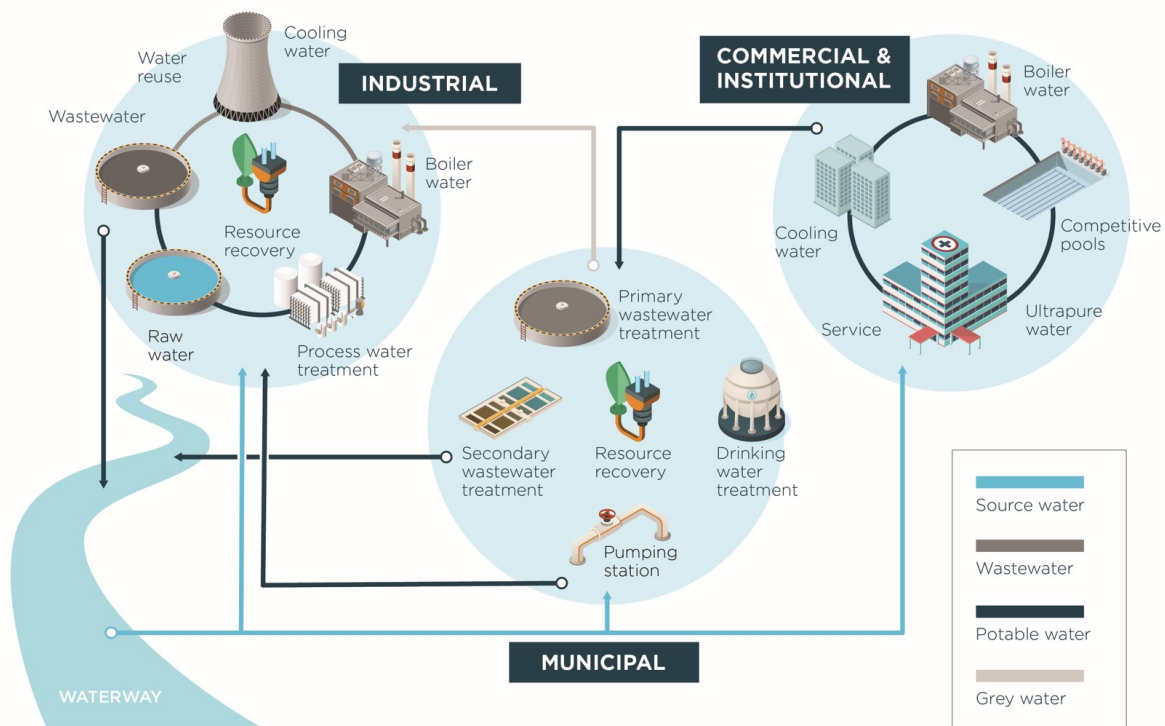 Cooling
water
Water
reuse
INDUSTRIAL
Wastewater
Boiler
water
Resource
recovery
Raw
water
Process water
treatment
COMMERCIAL &
INSTITUTIONAL
Boiler
water
Cooling
water
Competitive
pools
Service
Ultrapure
water
Primary
wastewater
treatment
Secondary
wastewater
treatment
Resource
recovery
Drinking
water
treatment
Pumping
station
MUNICIPAL
WATERWAY
Source water
Wastewater
Potable water
Grey water